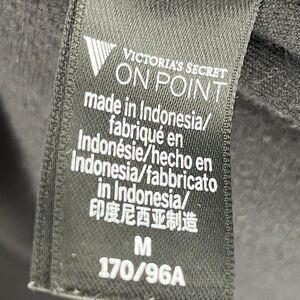 VICTORIA'S SECRET
ON POINT
made in Indonesia/
fabriqué en
Indonésie/hecho en
Indonesia/fabbricato
in Indonesia/
印度尼西亚制造
M
170/96A